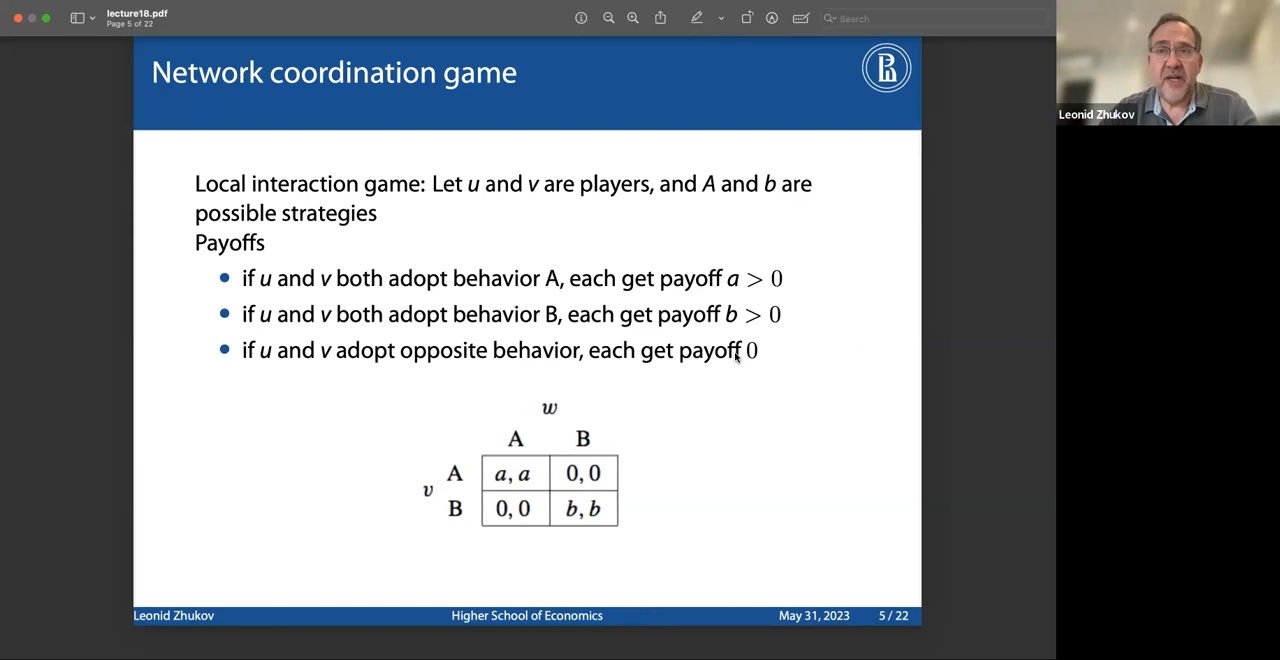 lecture18.pdf
Page 5 of 22
Search
Network coordination game
Leonid Zhukov
Local interaction game: Let u and v are players, and A and b are
possible strategies
Payoffs
• if u and v both adopt behavior A, each get payoff a > 0
• if u and v both adopt behavior B, each get payoff b > 0
• if u and v adopt opposite behavior, each get payoff 0
w
A B
A a, a 0, 0
v
B 0, 0 b, b
Leonid Zhukov Higher School of Economics May 31, 2023 5 / 22